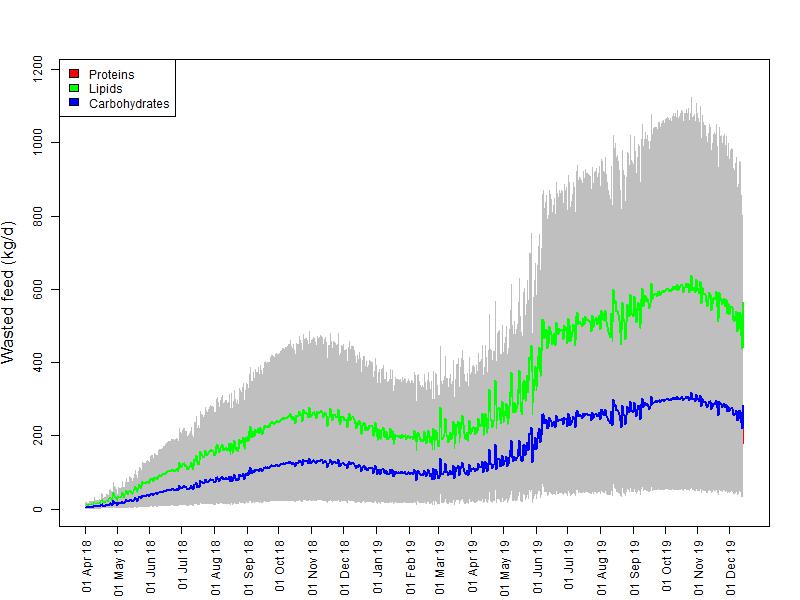 Proteins
Lipids
Carbohydrates
Wasted feed (kg/d)
1200
1000
800
600
400
200
0
01 Apr 18
01 May 18
01 Jun 18
01 Jul 18
01 Aug 18
01 Sep 18
01 Oct 18
01 Nov 18
01 Dec 18
01 Jan 19
01 Feb 19
01 Mar 19
01 Apr 19
01 May 19
01 Jun 19
01 Jul 19
01 Aug 19
01 Sep 19
01 Oct 19
01 Nov 19
01 Dec 19